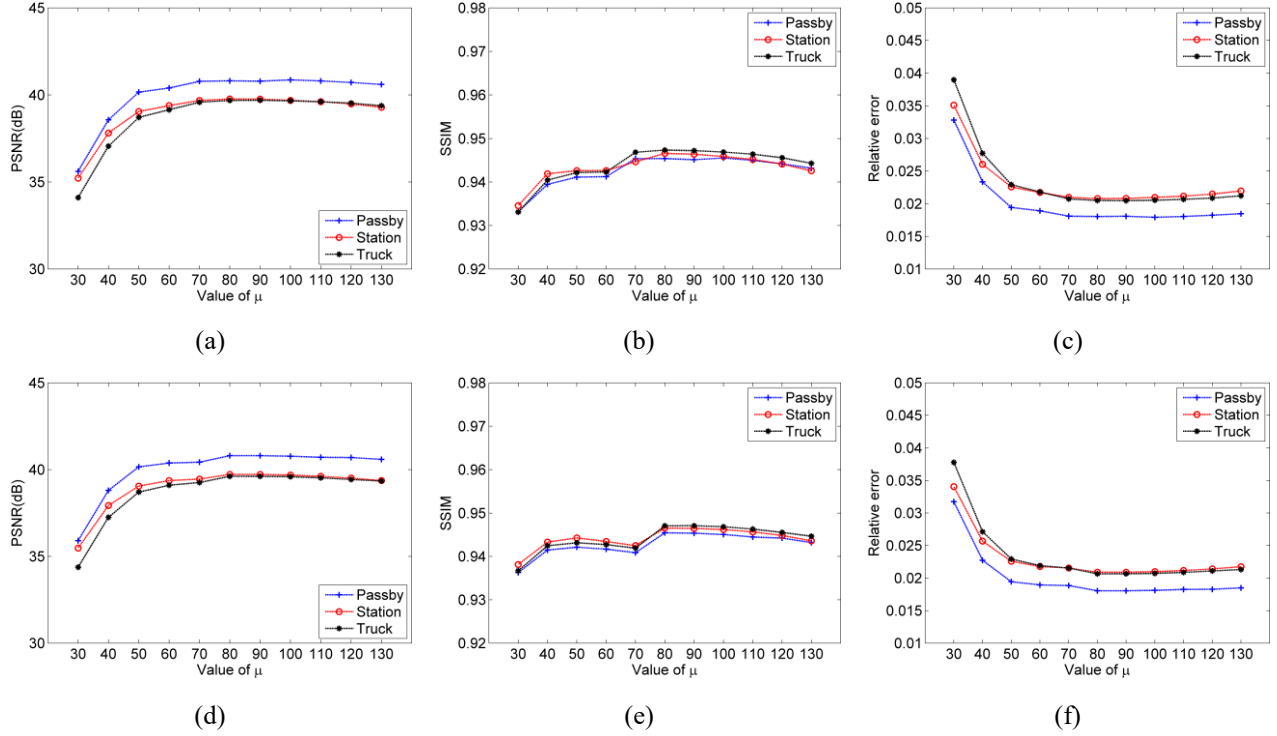 45
40
35
30
PSNR(dB)
Passby
Station
Truck
30 40 50 60 70 80 90 100 110 120 130
Value of μ
(a)
0.98
0.97
0.96
0.95
0.94
0.93
0.92
SSIM
Passby
Station
Truck
30 40 50 60 70 80 90 100 110 120 130
Value of μ
(b)
0.05
0.045
0.04
0.035
0.03
0.025
0.02
0.015
0.01
Relative error
Passby
Station
Truck
30 40 50 60 70 80 90 100 110 120 130
Value of μ
(c)
45
40
35
30
PSNR(dB)
Passby
Station
Truck
30 40 50 60 70 80 90 100 110 120 130
Value of μ
(d)
0.98
0.97
0.96
0.95
0.94
0.93
0.92
SSIM
Passby
Station
Truck
30 40 50 60 70 80 90 100 110 120 130
Value of μ
(e)
0.05
0.045
0.04
0.035
0.03
0.025
0.02
0.015
0.01
Relative error
Passby
Station
Truck
30 40 50 60 70 80 90 100 110 120 130
Value of μ
(f)